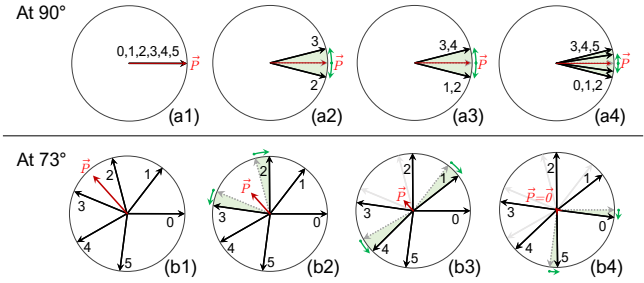 At 90°
0,1,2,3,4,5
P⃗
(a1)
3
P⃗
2
(a2)
3,4
P⃗
1,2
(a3)
3,4,5
P⃗
0,1,2
(a4)
At 73°
P⃗
2
1
3
0
4
5
(b1)
2
1
P⃗
3
0
4
5
(b2)
2
1
P⃗
3
0
4
5
(b3)
2
1
P⃗=0⃗
3
0
4
5
(b4)